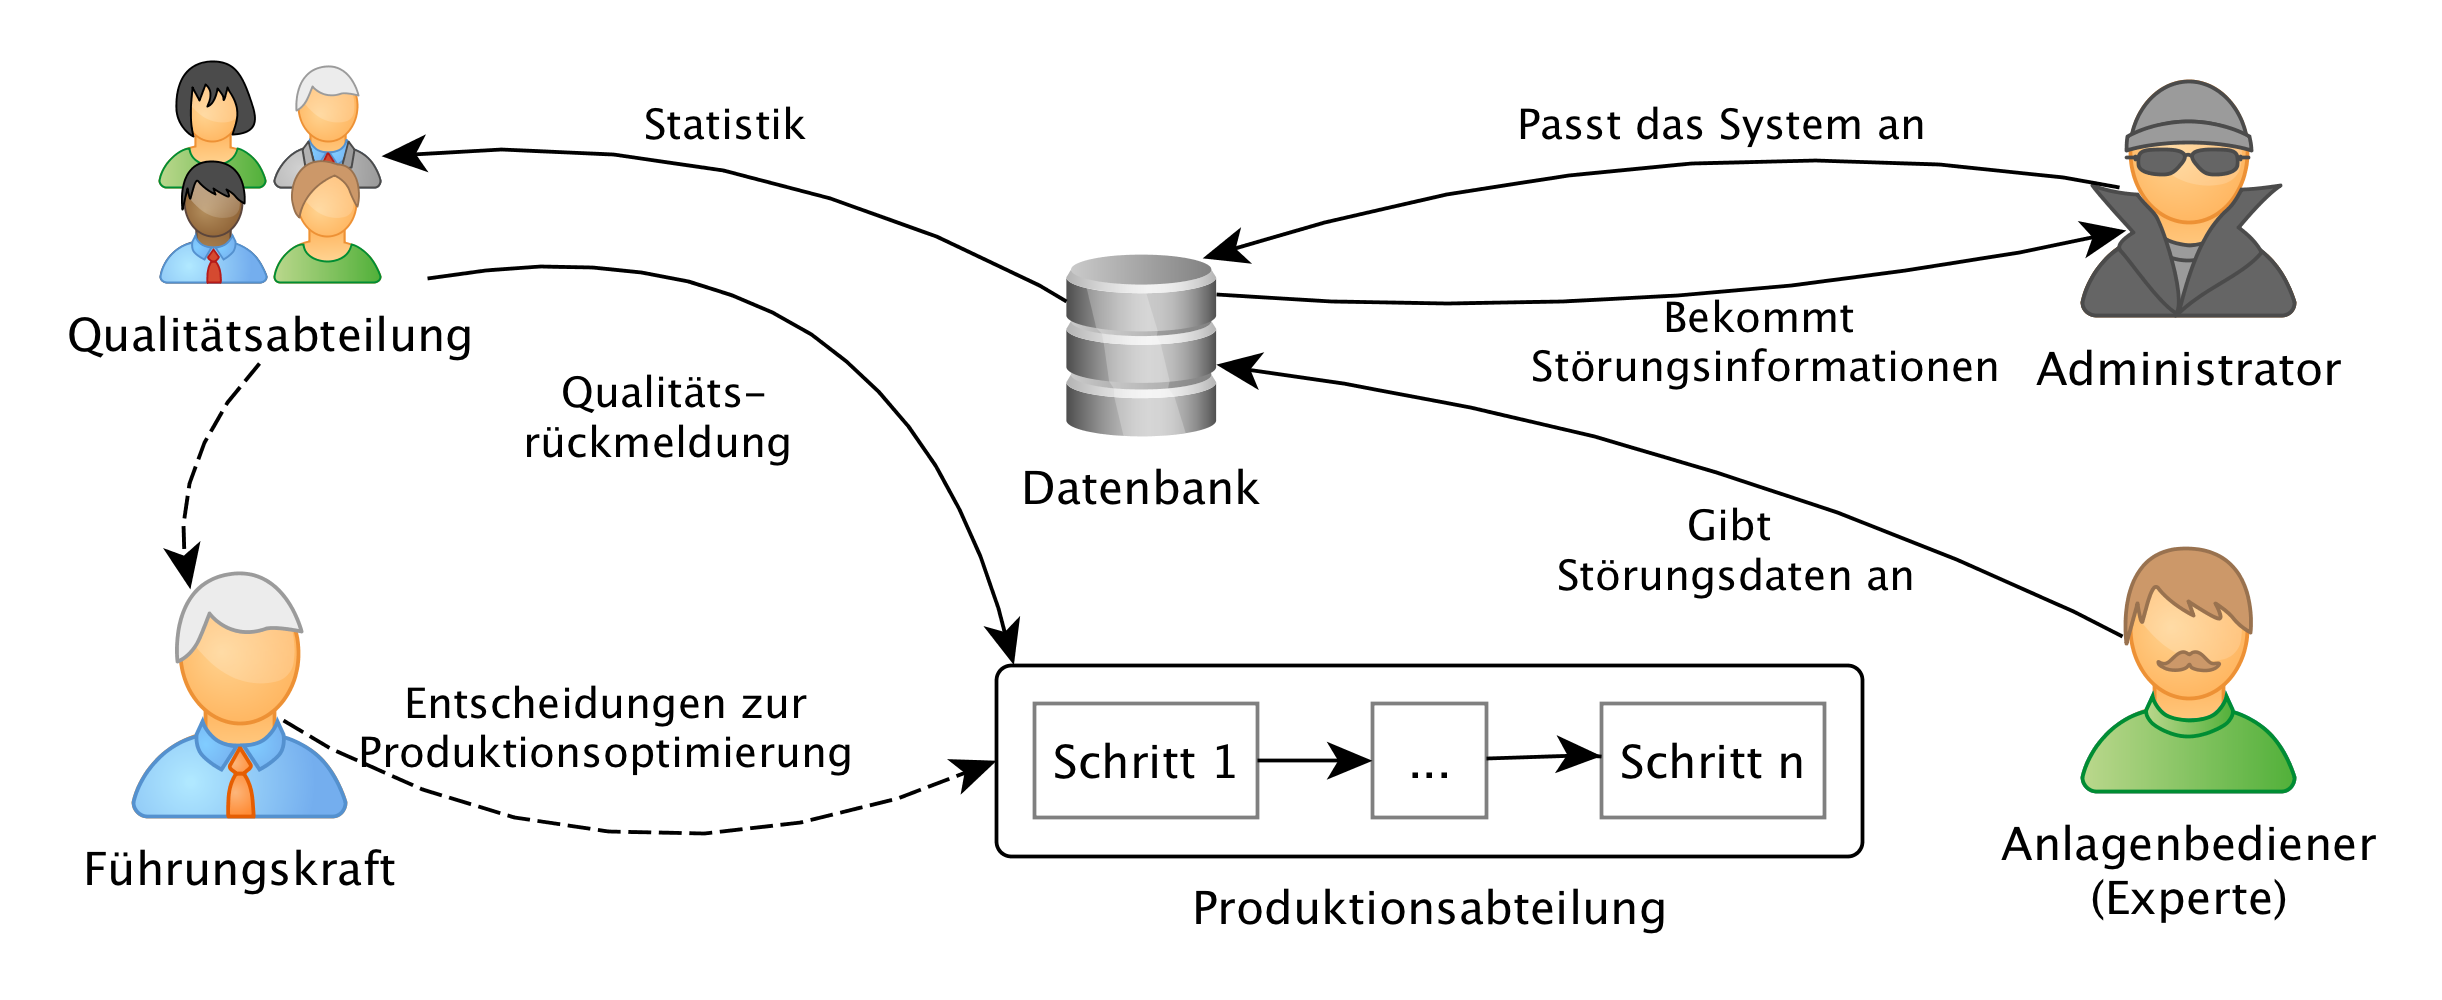 Statistik
Passt das System an
Qualitätsabteilung
Bekommt
Störungsinformationen
Administrator
Qualitäts-
rückmeldung
Datenbank
Gibt
Störungsdaten an
Entscheidungen zur
Produktionsoptimierung
Schritt 1
...
Schritt n
Führungskraft
Produktionsabteilung
Anlagenbediener
(Experte)